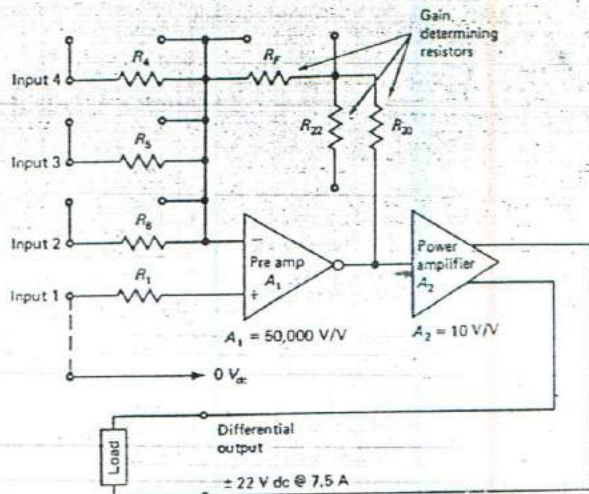 Gain
determining
resistors
R4
RF
Input 4
R22
R20
R5
Input 3
R6
Input 2
Pre amp
A1
Power
amplifier
A2
−
+
R1
Input 1
A1 = 50,000 V/V
A2 = 10 V/V
0 Vdc
Differential
output
Load
± 22 V dc @ 7.5 A